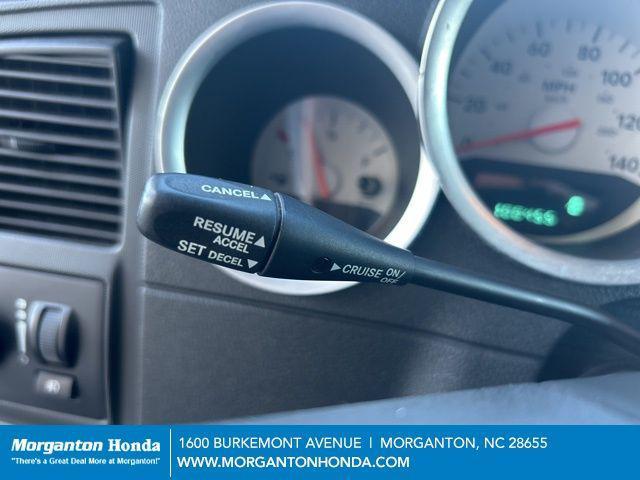 CANCEL
RESUME
ACCEL
SET DECEL
CRUISE ON/OFF
0
20
60
80
100
120
140
MPH
Morganton Honda
"There's a Great Deal More at Morganton!"
1600 BURKEMONT AVENUE | MORGANTON, NC 28655
WWW.MORGANTONHONDA.COM